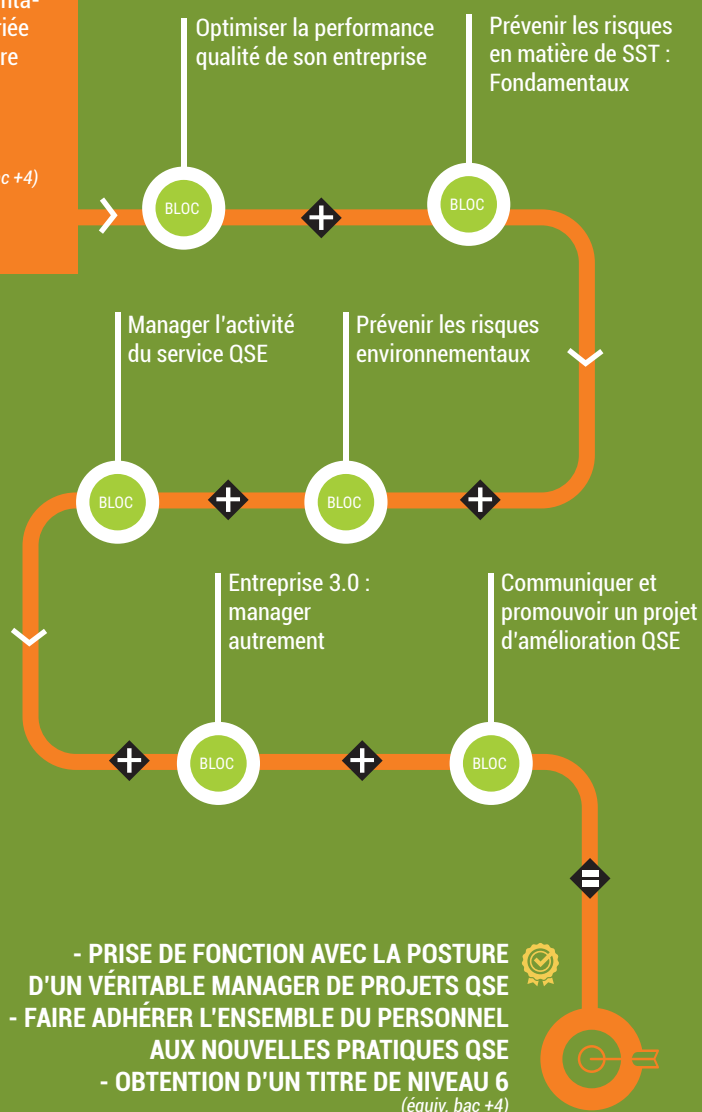 Optimiser la performance
qualité de son entreprise
Prévenir les risques
en matière de SST :
Fondamentaux
BLOC
BLOC
Manager l'activité
du service QSE
Prévenir les risques
environnementaux
BLOC
BLOC
Entreprise 3.0 :
manager
autrement
Communiquer et
promouvoir un projet
d'amélioration QSE
BLOC
BLOC
- PRISE DE FONCTION AVEC LA POSTURE
D'UN VÉRITABLE MANAGER DE PROJETS QSE
- FAIRE ADHÉRER L'ENSEMBLE DU PERSONNEL
AUX NOUVELLES PRATIQUES QSE
- OBTENTION D'UN TITRE DE NIVEAU 6
(équiv. bac +4)